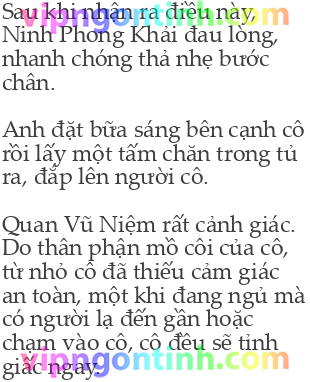 Sau khi nhận ra điều này,
Ninh Phong Khải đau lòng,
nhanh chóng thả nhẹ bước
chân.
Anh đặt bữa sáng bên cạnh cô
rồi lấy một tấm chăn trong tủ
ra, đắp lên người cô.
Quan Vũ Niệm rất cảnh giác.
Do thân phận mồ côi của cô,
từ nhỏ cô đã thiếu cảm giác
an toàn, một khi đang ngủ mà
có người lạ đến gần hoặc
chạm vào cô, cô đều sẽ tỉnh
giấc ngay.
vipngontinh.com
vipngontinh.com